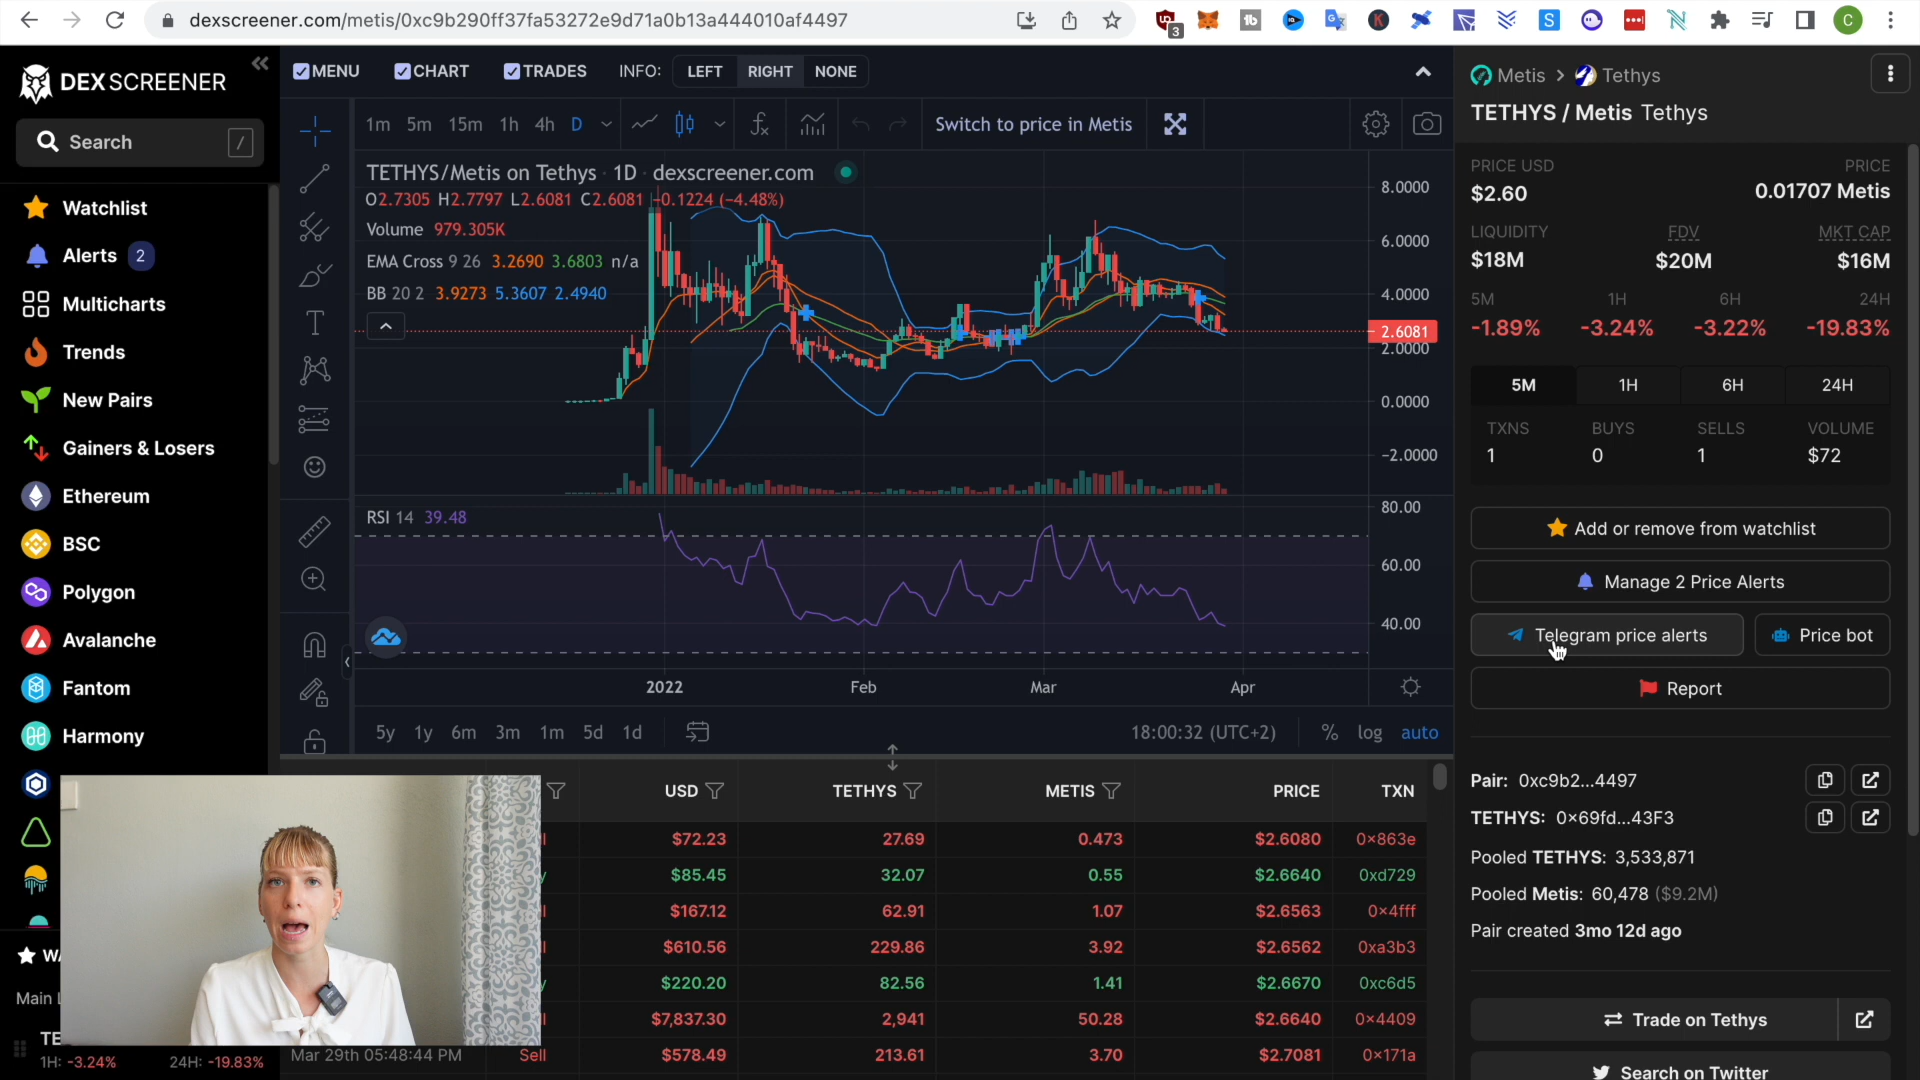 dexscreener.com/metis/0xc9b290ff37fa53272e9d71a0b13a444010af4497
3
C
DEX SCREENER
Search /
Watchlist
Alerts 2
Multicharts
Trends
New Pairs
Gainers & Losers
Ethereum
BSC
Polygon
Avalanche
Fantom
Harmony
Main
1H: -3.24% 24H: -19.83%
MENU CHART TRADES INFO: LEFT RIGHT NONE
1m 5m 15m 1h 4h D Switch to price in Metis
TETHYS/Metis on Tethys · 1D · dexscreener.com
O2.7305 H2.7797 L2.6081 C2.6081 −0.1224 (−4.48%)
Volume 979.305K
EMA Cross 9 26 3.2690 3.6803 n/a
BB 20 2 3.9273 5.3607 2.4940
8.0000
6.0000
4.0000
2.6081
2.0000
0.0000
−2.0000
RSI 14 39.48
80.00
60.00
40.00
2022 Feb Mar Apr
5y 1y 6m 3m 1m 5d 1d 18:00:32 (UTC+2) % log auto
USD TETHYS METIS PRICE TXN
$72.23 27.69 0.473 $2.6080 0x863e
$85.45 32.07 0.55 $2.6640 0xd729
$167.12 62.91 1.07 $2.6563 0x4fff
$610.56 229.86 3.92 $2.6562 0xa3b3
$220.20 82.56 1.41 $2.6670 0xc6d5
$7,837.30 2,941 50.28 $2.6640 0x4409
Mar 29th 05:48:44 PM Sell $578.49 213.61 3.70 $2.7081 0x171a
Metis > Tethys
TETHYS / Metis Tethys
PRICE USD PRICE
$2.60 0.01707 Metis
LIQUIDITY FDV MKT CAP
$18M $20M $16M
5M 1H 6H 24H
-1.89% -3.24% -3.22% -19.83%
5M 1H 6H 24H
TXNS BUYS SELLS VOLUME
1 0 1 $72
Add or remove from watchlist
Manage 2 Price Alerts
Telegram price alerts Price bot
Report
Pair: 0xc9b2...4497
TETHYS: 0x69fd...43F3
Pooled TETHYS: 3,533,871
Pooled Metis: 60,478 ($9.2M)
Pair created 3mo 12d ago
Trade on Tethys
Search on Twitter